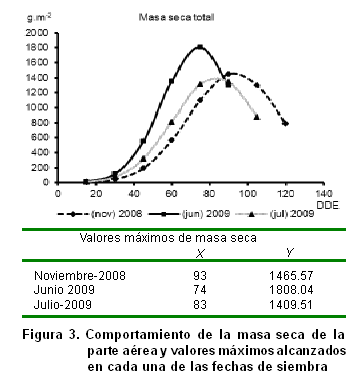 g.m-2
Masa seca total
2000
1800
1600
1400
1200
1000
800
600
400
200
0
0 20 40 60 80 100 120 140
DDE
(nov) 2008 (jun) 2009 (jul) 2009
Valores máximos de masa seca
X Y
Noviembre-2008 93 1465.57
Junio 2009 74 1808.04
Julio-2009 83 1409.51
Figura 3. Comportamiento de la masa seca de la
parte aérea y valores máximos alcanzados
en cada una de las fechas de siembra